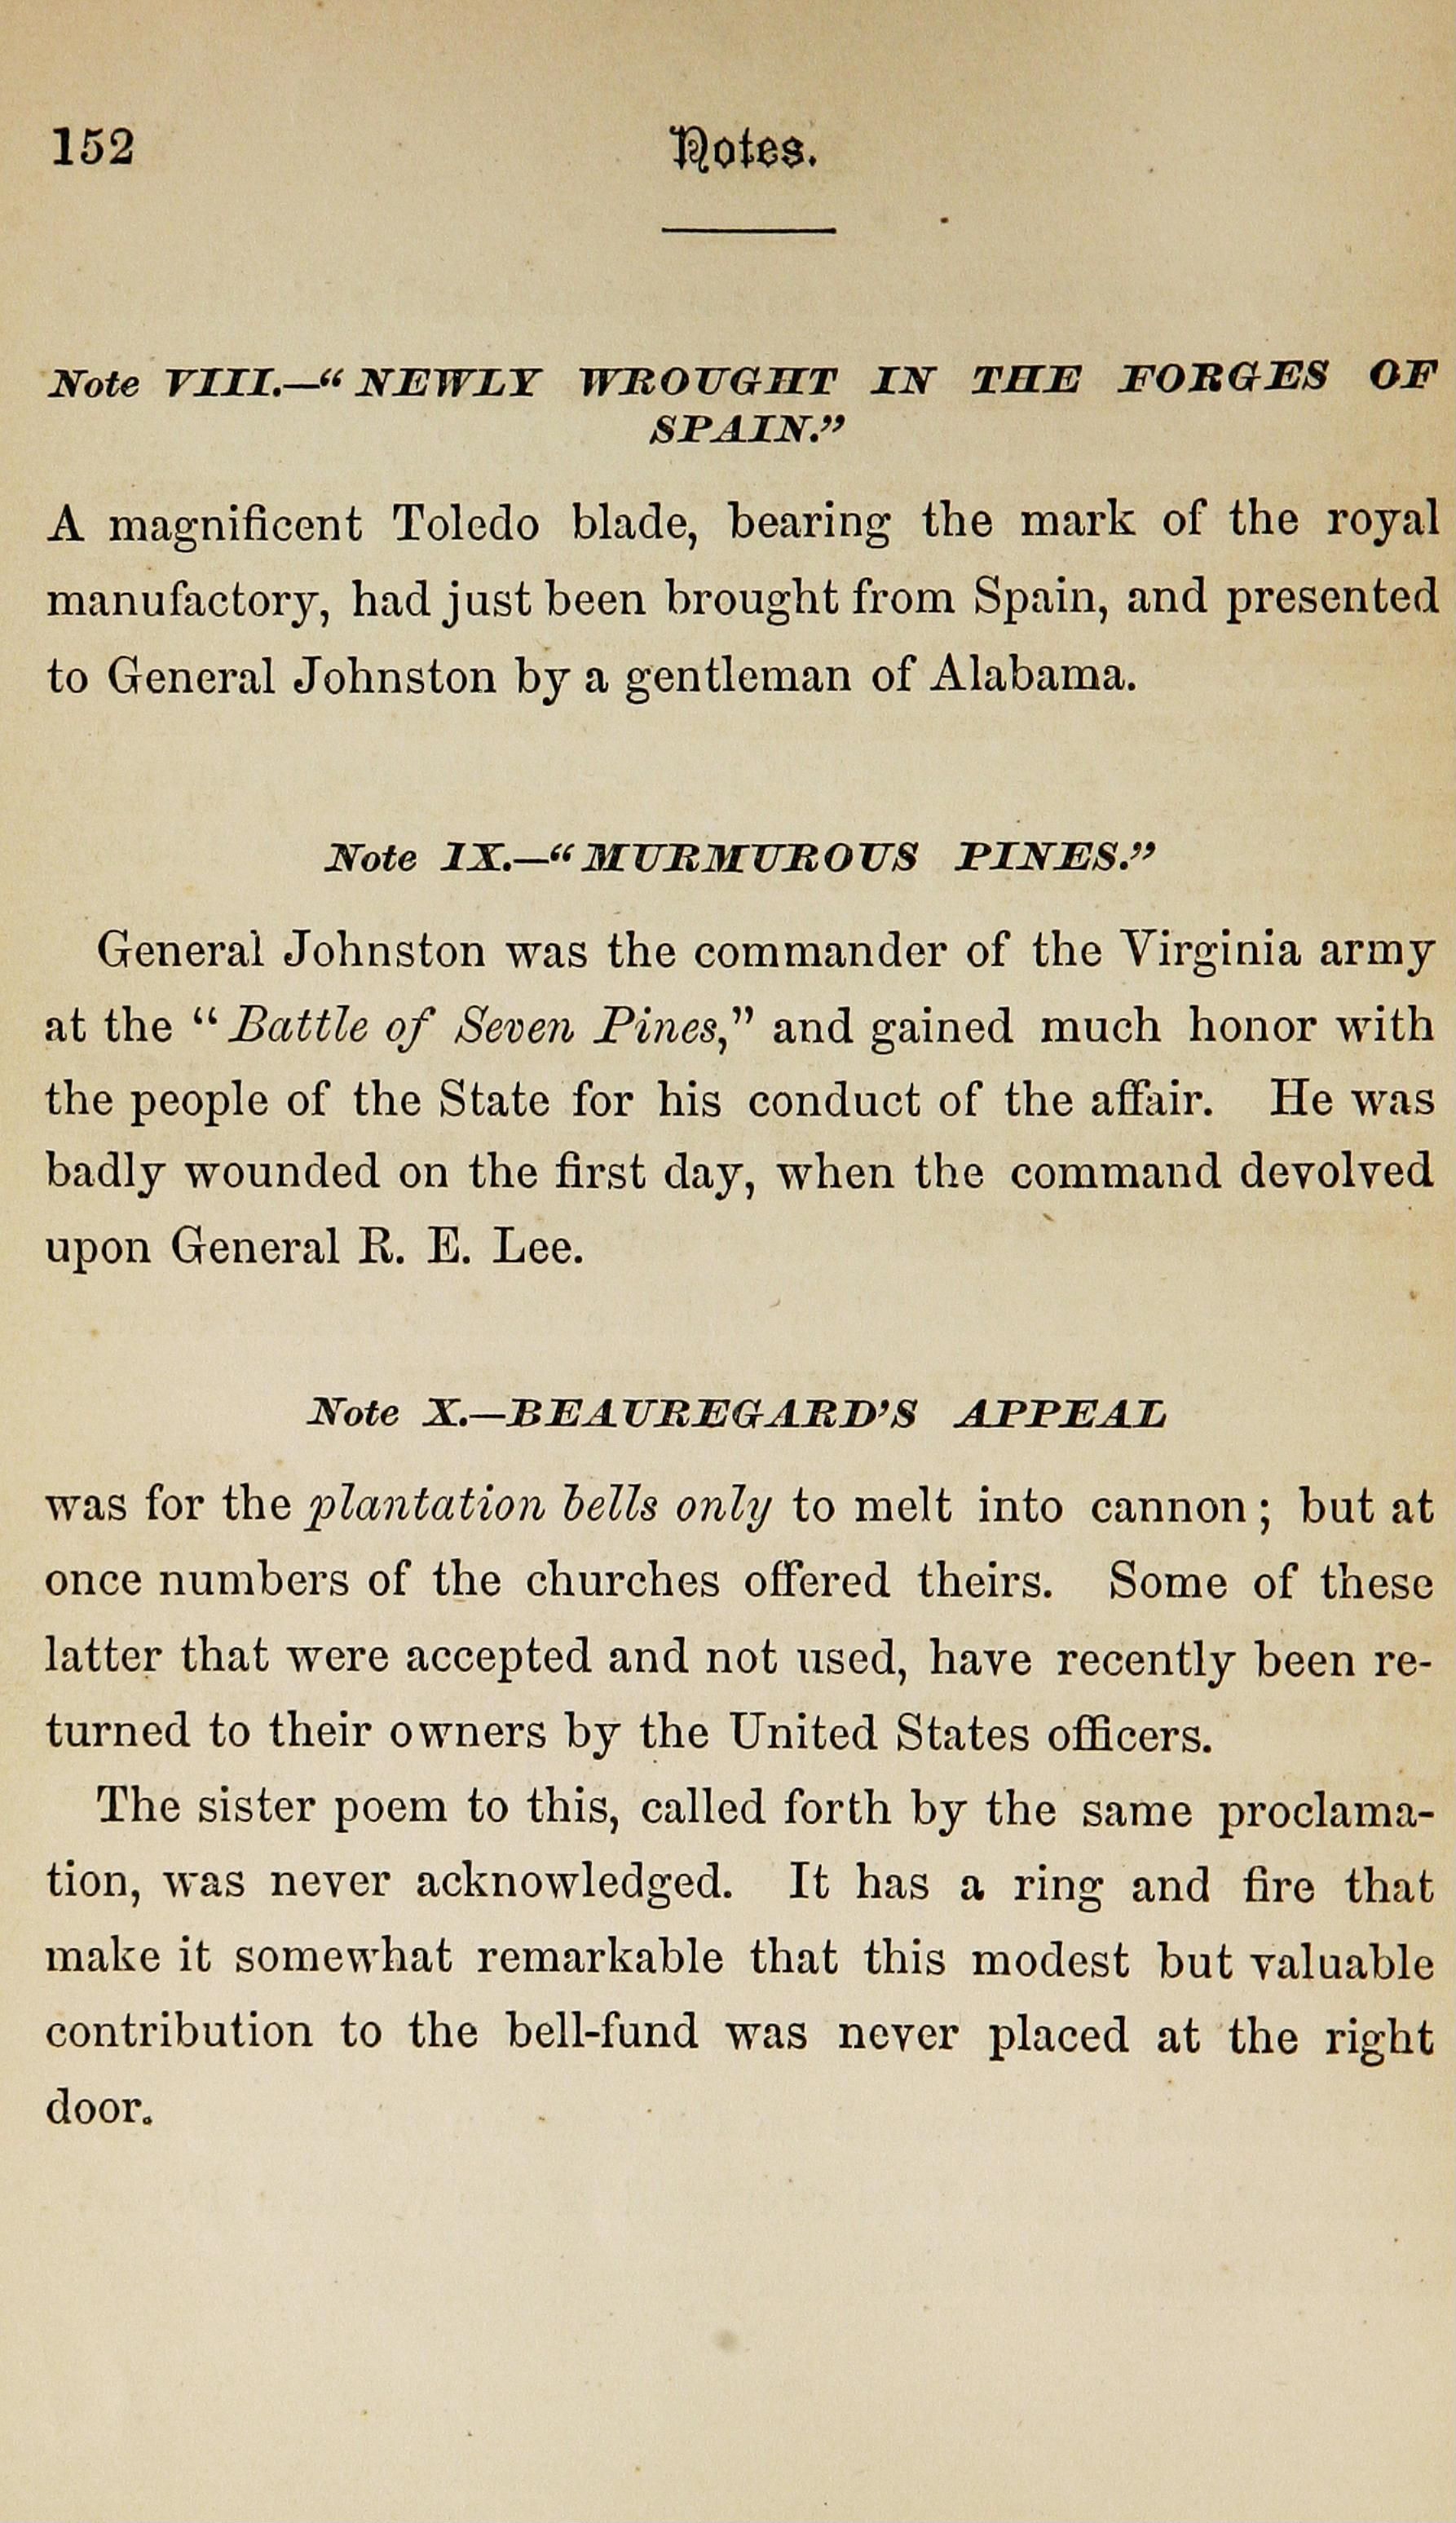 152 Notes.
Note VIII.—“NEWLY WROUGHT IN THE FORGES OF
SPAIN.”
A magnificent Toledo blade, bearing the mark of the royal
manufactory, had just been brought from Spain, and presented
to General Johnston by a gentleman of Alabama.
Note IX.—“MURMUROUS PINES.”
General Johnston was the commander of the Virginia army
at the “Battle of Seven Pines,” and gained much honor with
the people of the State for his conduct of the affair. He was
badly wounded on the first day, when the command devolved
upon General R. E. Lee.
Note X.—BEAUREGARD’S APPEAL
was for the plantation bells only to melt into cannon; but at
once numbers of the churches offered theirs. Some of these
latter that were accepted and not used, have recently been re-
turned to their owners by the United States officers.
The sister poem to this, called forth by the same proclama-
tion, was never acknowledged. It has a ring and fire that
make it somewhat remarkable that this modest but valuable
contribution to the bell-fund was never placed at the right
door.